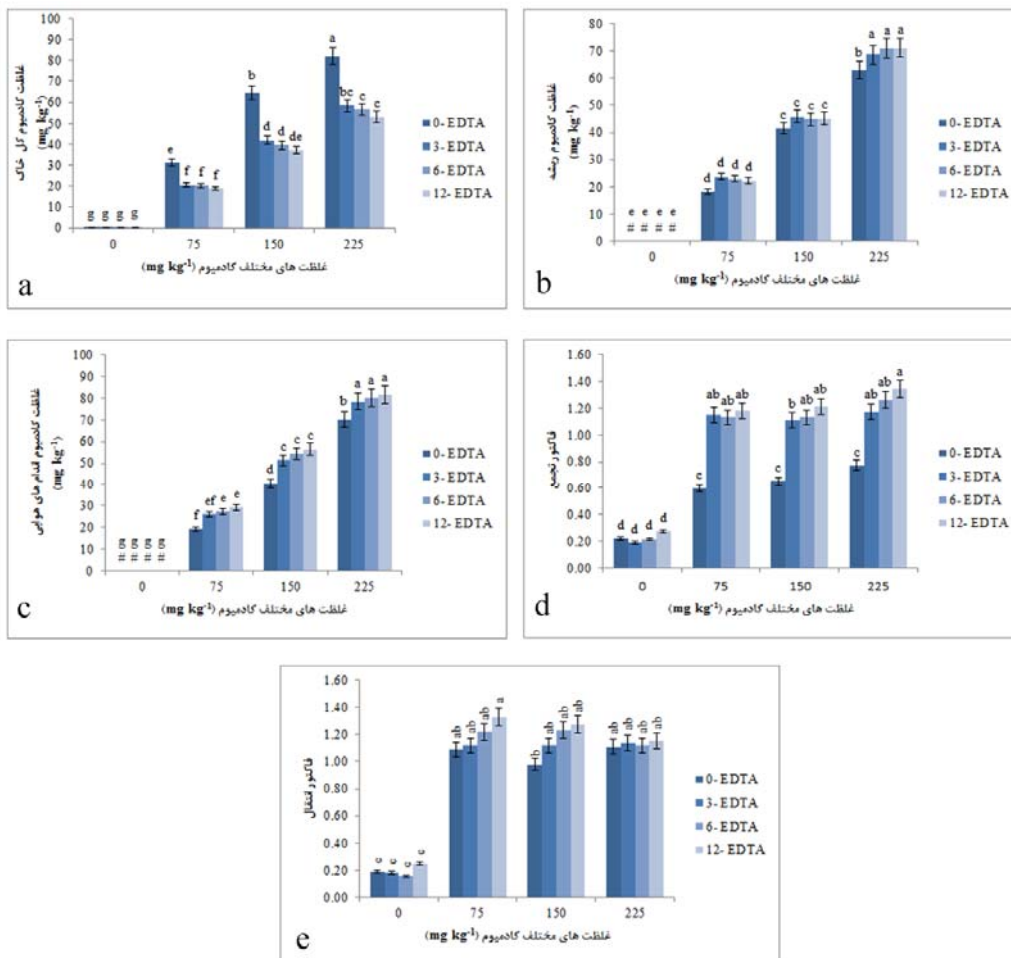 غلظت کادمیوم کل خاک
(mg kg⁻¹)
100
90
80
70
60
50
40
30
20
10
0
g g g g
e f f f
b d d de
a bc c c
0 75 150 225
غلظت های مختلف کادمیوم (mg kg⁻¹)
0-EDTA
3-EDTA
6-EDTA
12-EDTA
a
غلظت کادمیوم ریشه
(mg kg⁻¹)
80
70
60
50
40
30
20
10
0
e e e e
d d d d
c c c c
b a a a
0 75 150 225
غلظت های مختلف کادمیوم (mg kg⁻¹)
0-EDTA
3-EDTA
6-EDTA
12-EDTA
b
غلظت کادمیوم اندام های هوایی
(mg kg⁻¹)
100
90
80
70
60
50
40
30
20
10
0
g g g g
f ef e e
d c c c
b a a a
0 75 150 225
غلظت های مختلف کادمیوم (mg kg⁻¹)
0-EDTA
3-EDTA
6-EDTA
12-EDTA
c
فاکتور تجمع
1.60
1.40
1.20
1.00
0.80
0.60
0.40
0.20
0.00
d d d d
c ab ab ab
c b ab ab
c ab ab a
0 75 150 225
غلظت های مختلف کادمیوم (mg kg⁻¹)
0-EDTA
3-EDTA
6-EDTA
12-EDTA
d
فاکتور انتقال
1.60
1.40
1.20
1.00
0.80
0.60
0.40
0.20
0.00
c c c c
ab ab ab a
b ab ab ab
ab ab ab ab
0 75 150 225
غلظت های مختلف کادمیوم (mg kg⁻¹)
0-EDTA
3-EDTA
6-EDTA
12-EDTA
e